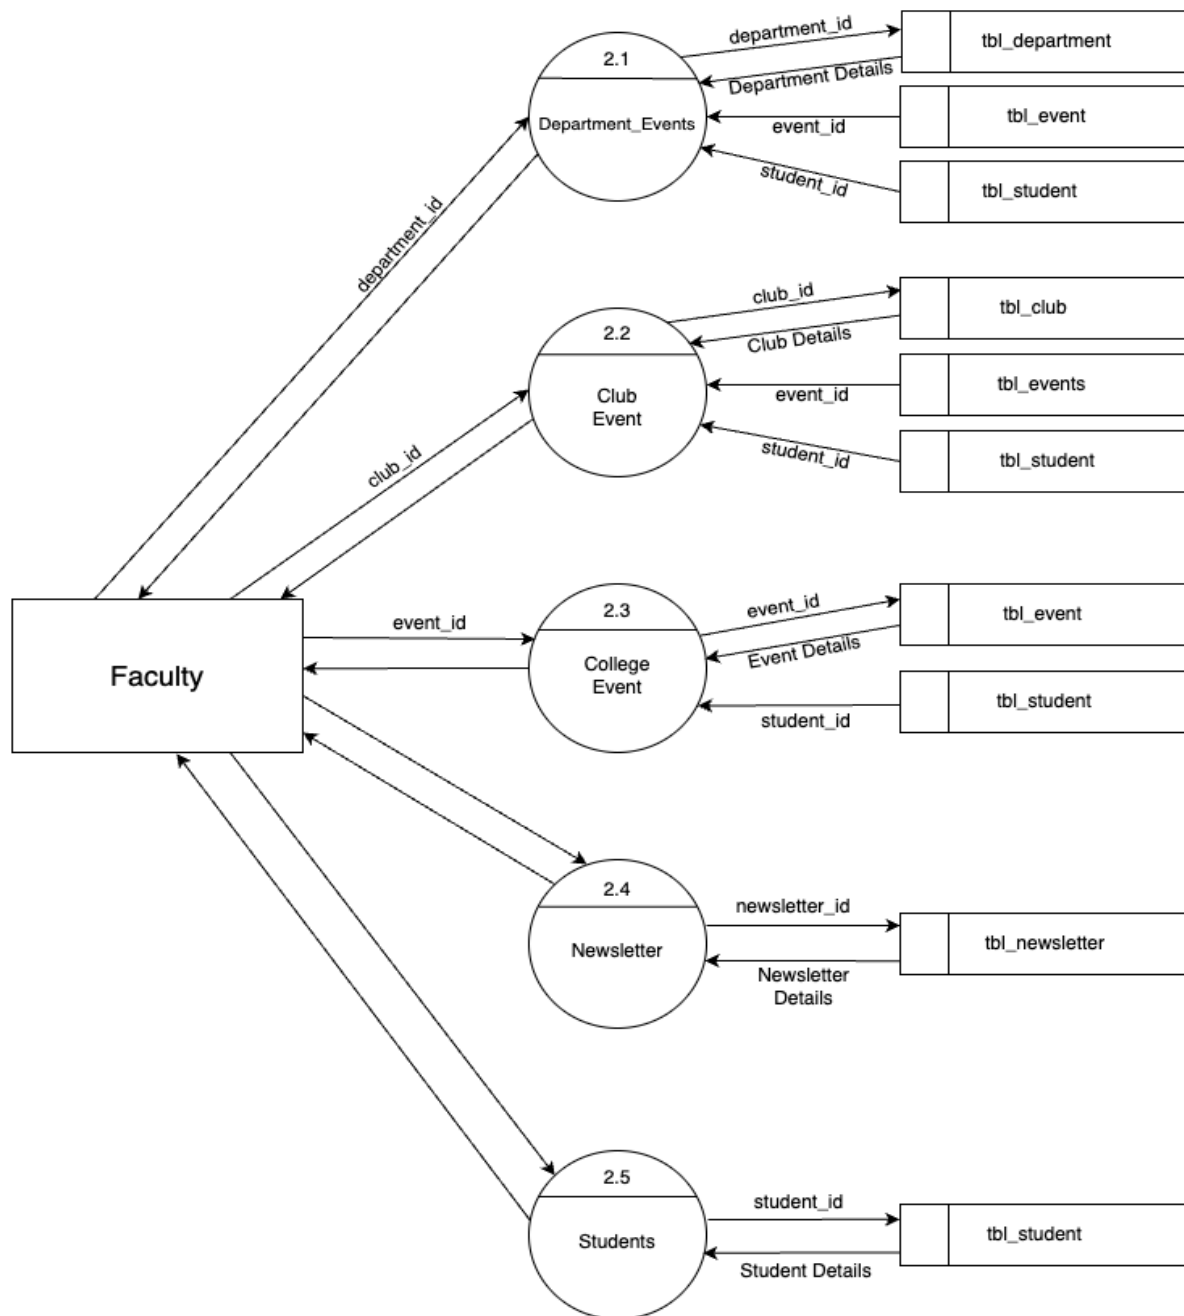 2.1
Department_Events
department_id
Department Details
event_id
student_id
tbl_department
tbl_event
tbl_student
department_id
2.2
Club
Event
club_id
Club Details
event_id
student_id
tbl_club
tbl_events
tbl_student
club_id
Faculty
event_id
2.3
College
Event
event_id
Event Details
student_id
tbl_event
tbl_student
2.4
Newsletter
newsletter_id
Newsletter
Details
tbl_newsletter
2.5
Students
student_id
Student Details
tbl_student